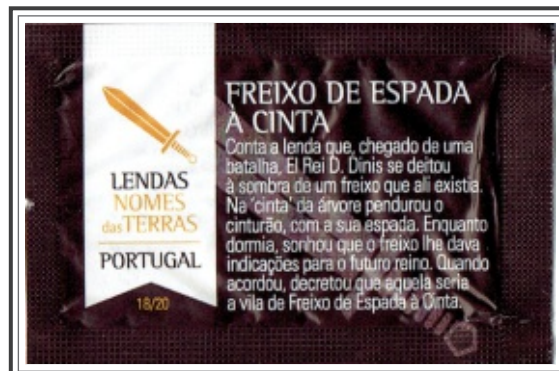 LENDAS
NOMES
das TERRAS
PORTUGAL
18/20
FREIXO DE ESPADA
À CINTA
Conta a lenda que, chegado de uma
batalha, El Rei D. Dinis se deitou
à sombra de um freixo que ali existia.
Na 'cinta' da árvore pendurou o
cinturão, com a sua espada. Enquanto
dormia, sonhou que o freixo lhe dava
indicações para o futuro reino. Quando
acordou, decretou que aquela seria
a vila de Freixo de Espada à Cinta.